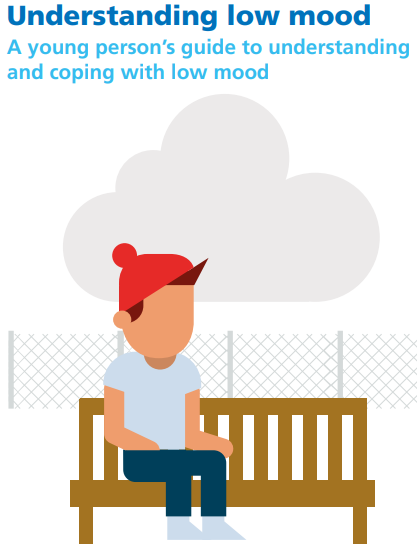 Understanding low mood
A young person’s guide to understanding
and coping with low mood